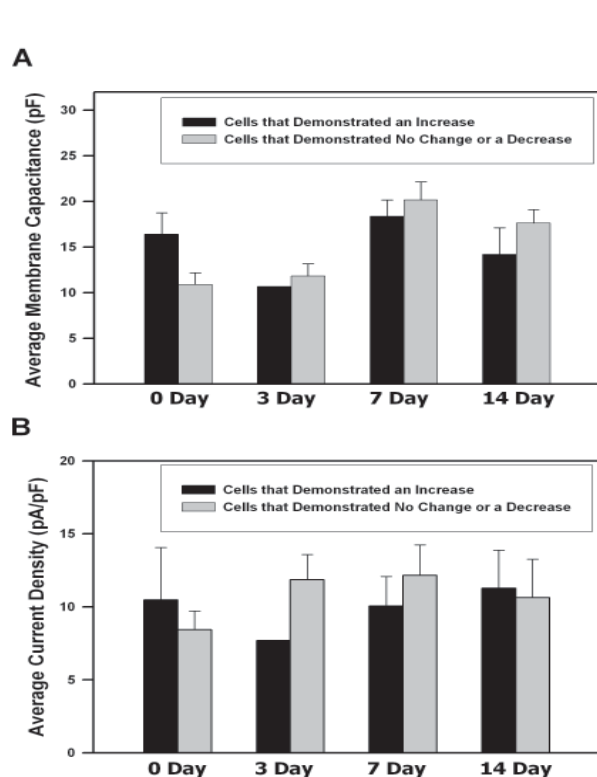 A
Average Membrane Capacitance (pF)
30
25
20
15
10
5
0
Cells that Demonstrated an Increase
Cells that Demonstrated No Change or a Decrease
0 Day 3 Day 7 Day 14 Day
B
Average Current Density (pA/pF)
20
15
10
5
0
Cells that Demonstrated an Increase
Cells that Demonstrated No Change or a Decrease
0 Day 3 Day 7 Day 14 Day